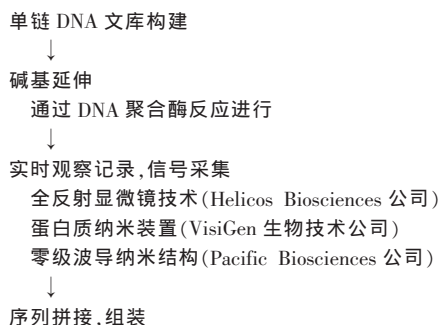 单链 DNA 文库构建
↓
碱基延伸
通过 DNA 聚合酶反应进行
↓
实时观察记录,信号采集
全反射显微镜技术(Helicos Biosciences 公司)
蛋白质纳米装置(VisiGen 生物技术公司)
零级波导纳米结构(Pacific Biosciences 公司)
↓
序列拼接,组装